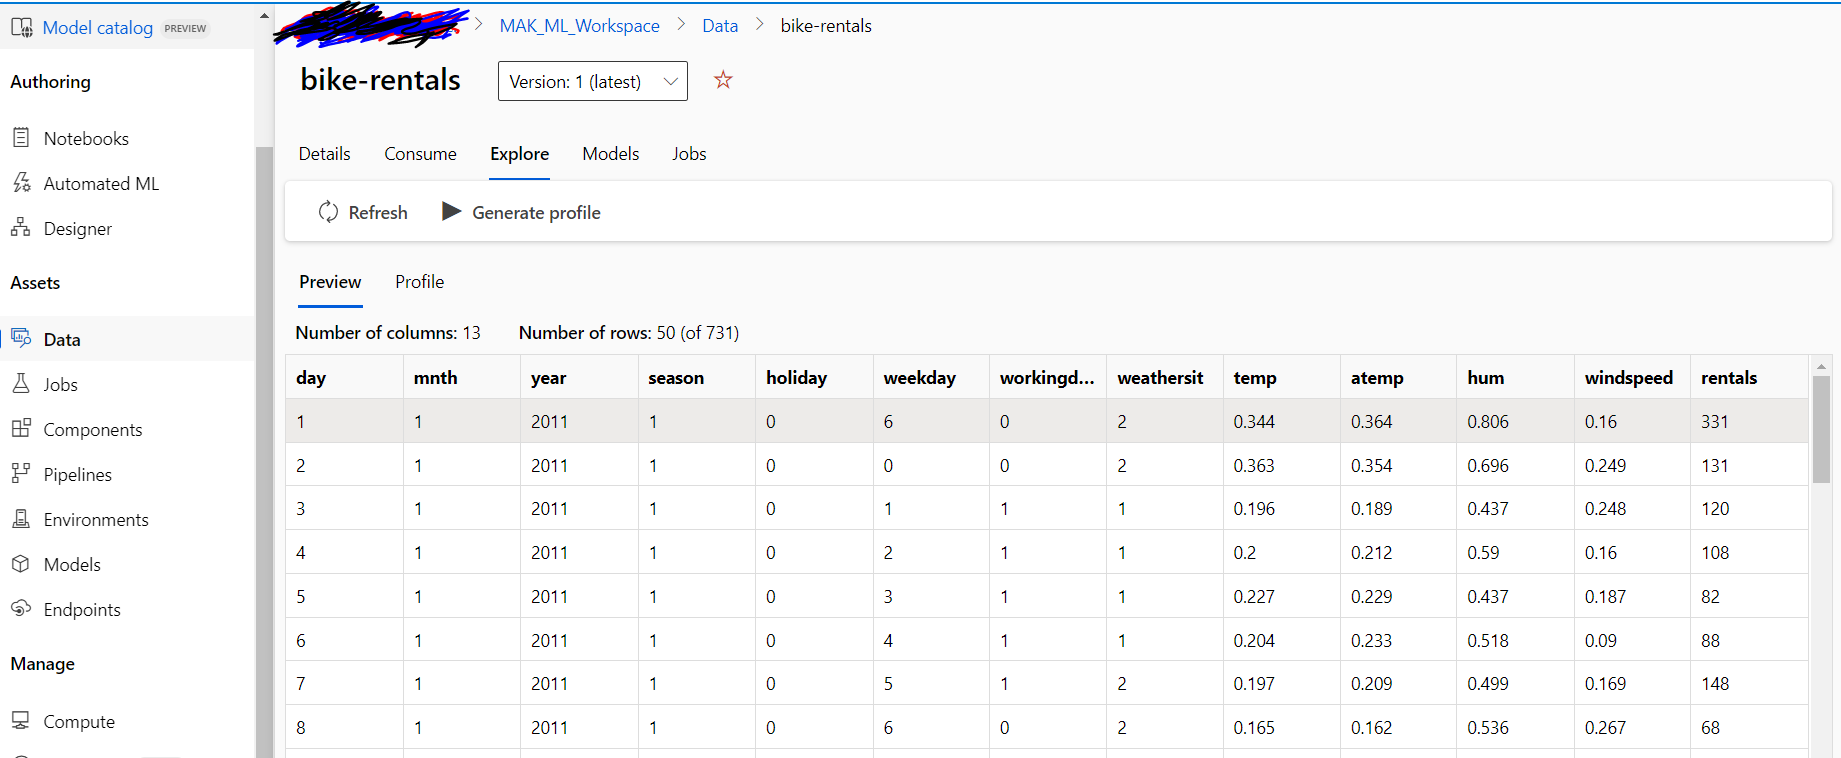 Model catalog PREVIEW
Authoring
Notebooks
Automated ML
Designer
Assets
Data
Jobs
Components
Pipelines
Environments
Models
Endpoints
Manage
Compute
> MAK_ML_Workspace > Data > bike-rentals
bike-rentals Version: 1 (latest)
Details Consume Explore Models Jobs
Refresh Generate profile
Preview Profile
Number of columns: 13 Number of rows: 50 (of 731)
day mnth year season holiday weekday workingd... weathersit temp atemp hum windspeed rentals
1 1 2011 1 0 6 0 2 0.344 0.364 0.806 0.16 331
2 1 2011 1 0 0 0 2 0.363 0.354 0.696 0.249 131
3 1 2011 1 0 1 1 1 0.196 0.189 0.437 0.248 120
4 1 2011 1 0 2 1 1 0.2 0.212 0.59 0.16 108
5 1 2011 1 0 3 1 1 0.227 0.229 0.437 0.187 82
6 1 2011 1 0 4 1 1 0.204 0.233 0.518 0.09 88
7 1 2011 1 0 5 1 2 0.197 0.209 0.499 0.169 148
8 1 2011 1 0 6 0 2 0.165 0.162 0.536 0.267 68